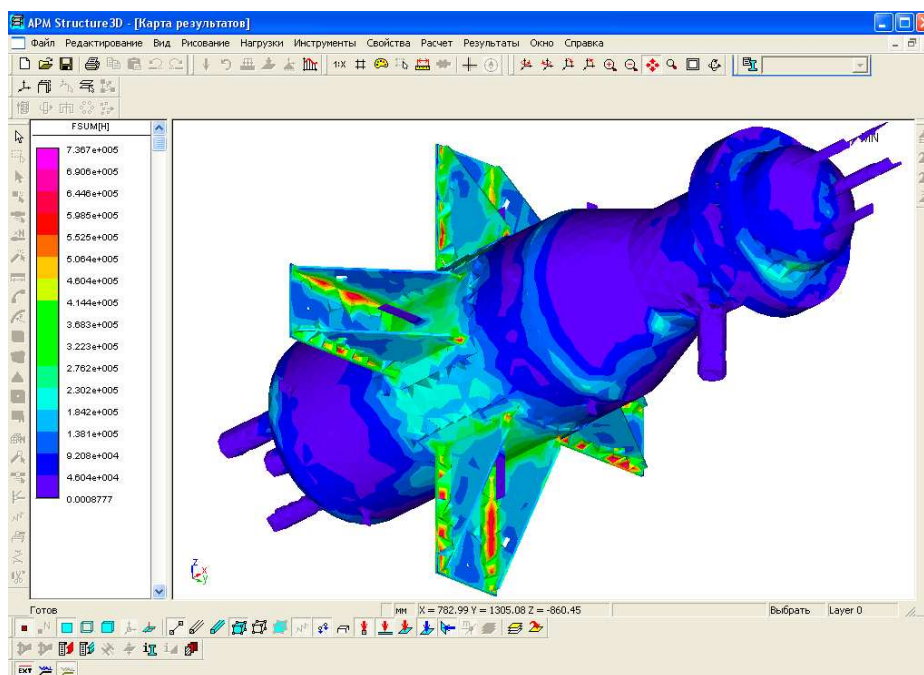 APM Structure3D - [Карта результатов]
Файл Редактирование Вид Рисование Нагрузки Инструменты Свойства Расчет Результаты Окно Справка
1:X
FSUM[H]
7.367e+005
6.906e+005
6.446e+005
5.985e+005
5.525e+005
5.064e+005
4.604e+005
4.144e+005
3.683e+005
3.223e+005
2.762e+005
2.302e+005
1.842e+005
1.381e+005
9.208e+004
4.604e+004
0.0008777
Z
X
Y
Готов мм X = 782.99 Y = 1305.08 Z = -860.45 Выбрать Layer 0
EXT